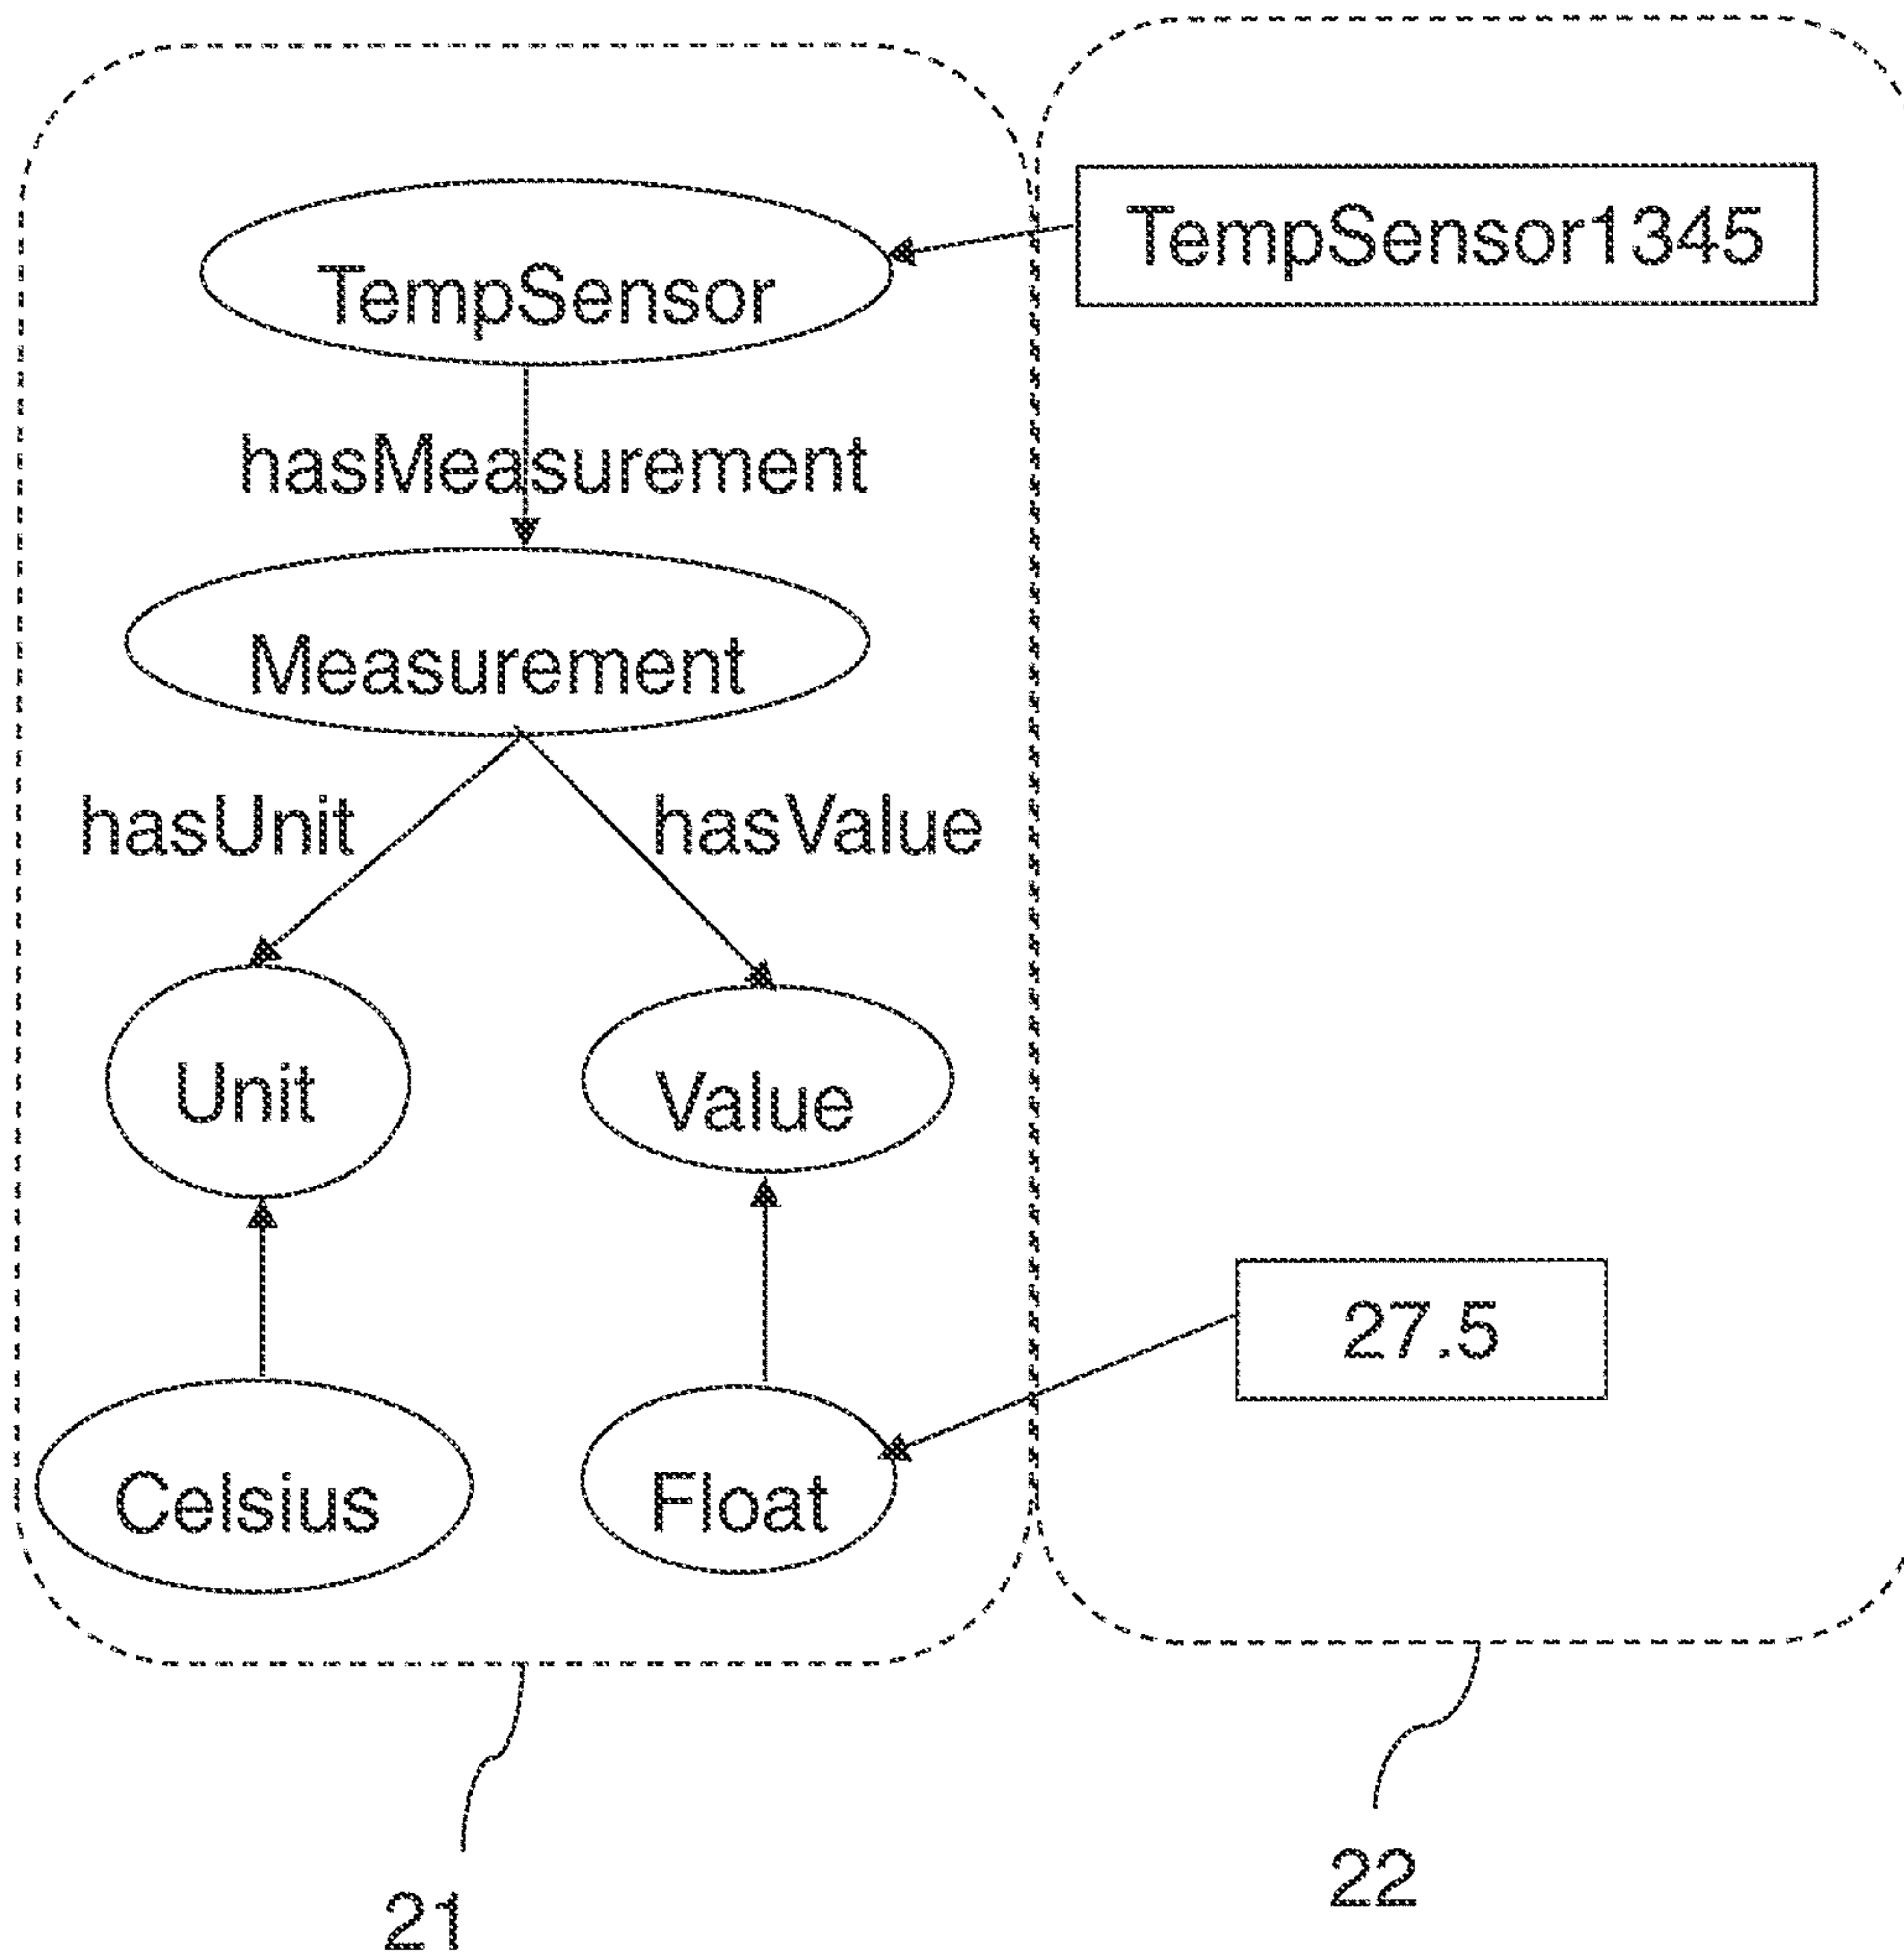 TempSensor
TempSensor1345
hasMeasurement
Measurement
hasUnit
hasValue
Unit
Value
27.5
Celsius
Float
21
22